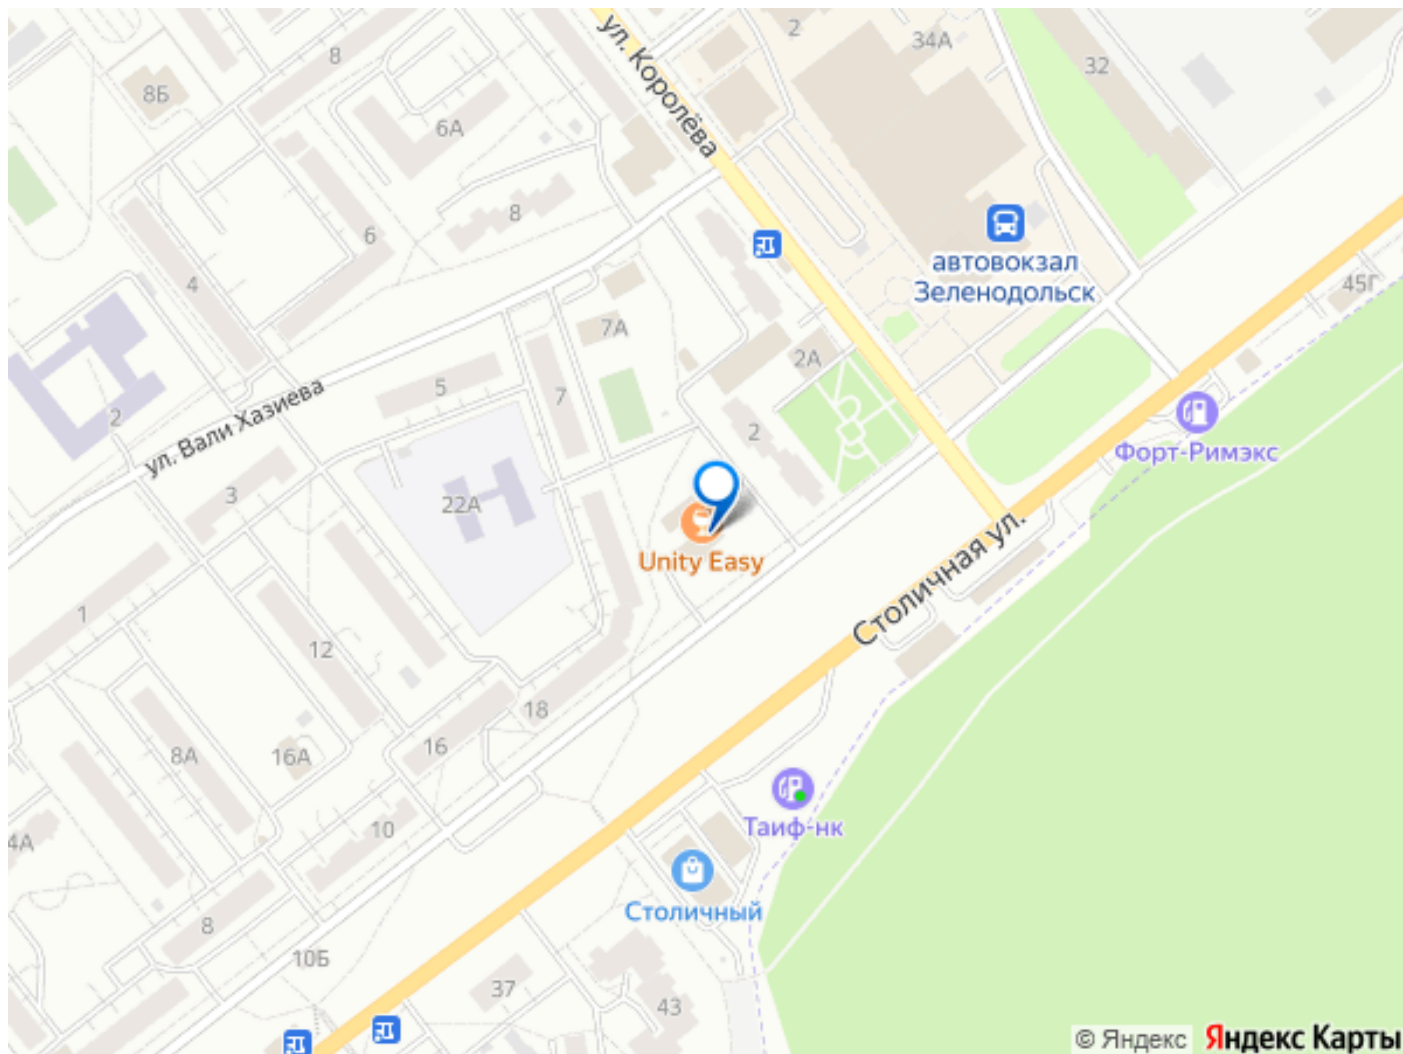 2
34А
32
8
8Б
6А
ул. Королёва
8
6
4
автовокзал
Зеленодольск
45Г
7А
2А
5
7
2
ул. Вали Хазиева
2
Форт-Римэкс
3
22А
Unity Easy
Столичная ул.
1
12
18
16
16А
8А
Таиф-нк
10
4А
Столичный
8
10Б
37
43
© Яндекс Яндекс Карты